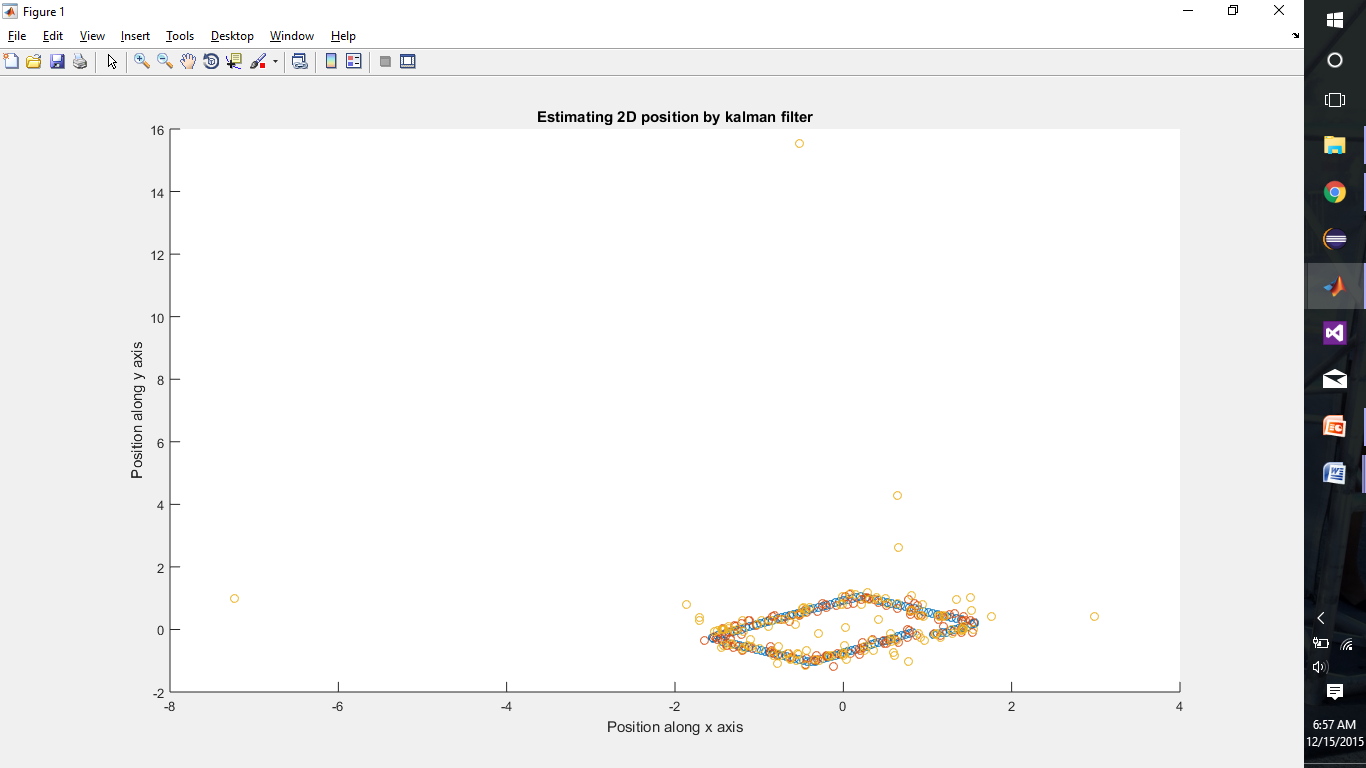 Figure 1
File Edit View Insert Tools Desktop Window Help
Estimating 2D position by kalman filter
16
14
12
10
8
6
4
2
0
-2
Position along y axis
-8 -6 -4 -2 0 2 4
Position along x axis
6:57 AM
12/15/2015